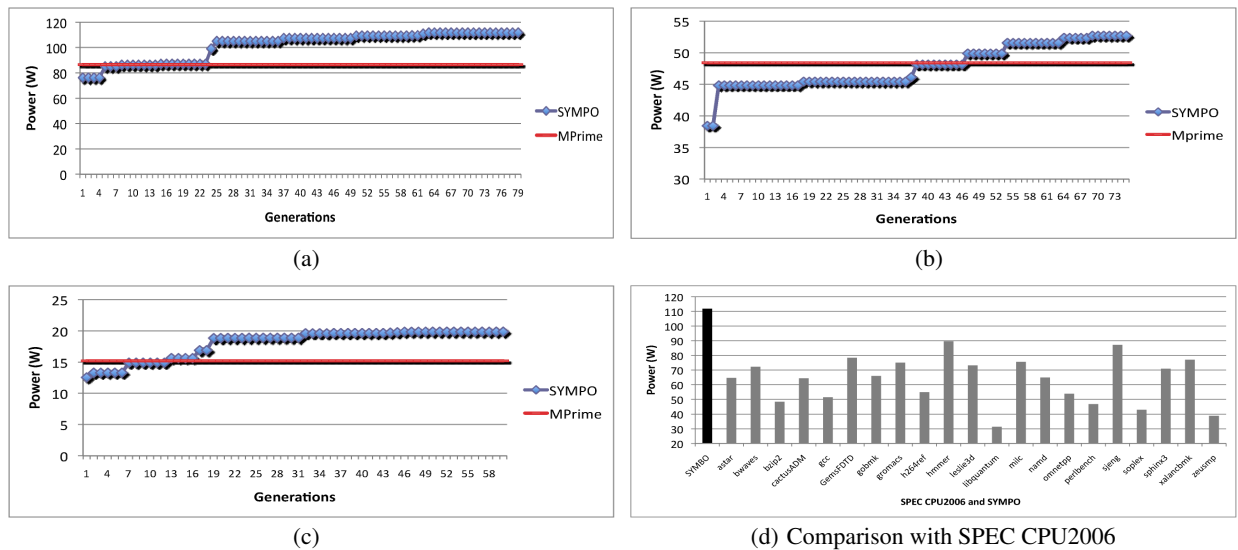 120
100
80
60
40
20
0
Power (W)
1 4 7 10 13 16 19 22 25 28 31 34 37 40 43 46 49 52 55 58 61 64 67 70 73 76 79
Generations
SYMPO
MPrime
(a)
55
50
45
40
35
30
Power (W)
1 4 7 10 13 16 19 22 25 28 31 34 37 40 43 46 49 52 55 58 61 64 67 70 73
Generations
SYMPO
Mprime
(b)
25
20
15
10
5
0
Power (W)
1 4 7 10 13 16 19 22 25 28 31 34 37 40 43 46 49 52 55 58
Generations
SYMPO
MPrime
(c)
120
110
100
90
80
70
60
50
40
30
20
Power (W)
SYMBO astar bwaves bzip2 cactusADM gcc GemsFDTD gobmk gromacs h264ref hmmer leslie3d libquantum milc namd omnetpp perlbench sjeng soplex sphinx3 xalancbmk zeusmp
SPEC CPU2006 and SYMPO
(d) Comparison with SPEC CPU2006